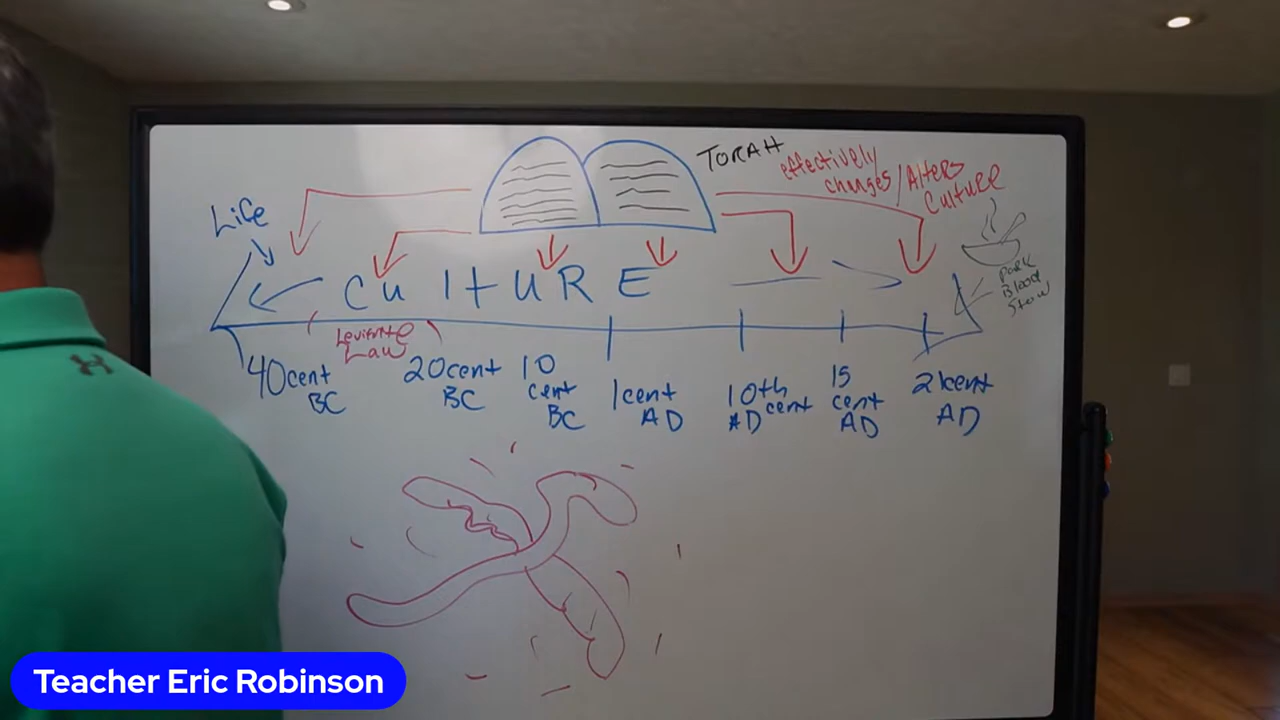 TORAH
effectively
changes / Alters
Culture
Life
CultURE
Pork
Blood
Stew
Levirate
Law
40cent
BC
20cent
BC
10
cent
BC
1cent
AD
10th
AD cent
15
cent
AD
21cent
AD
Teacher Eric Robinson